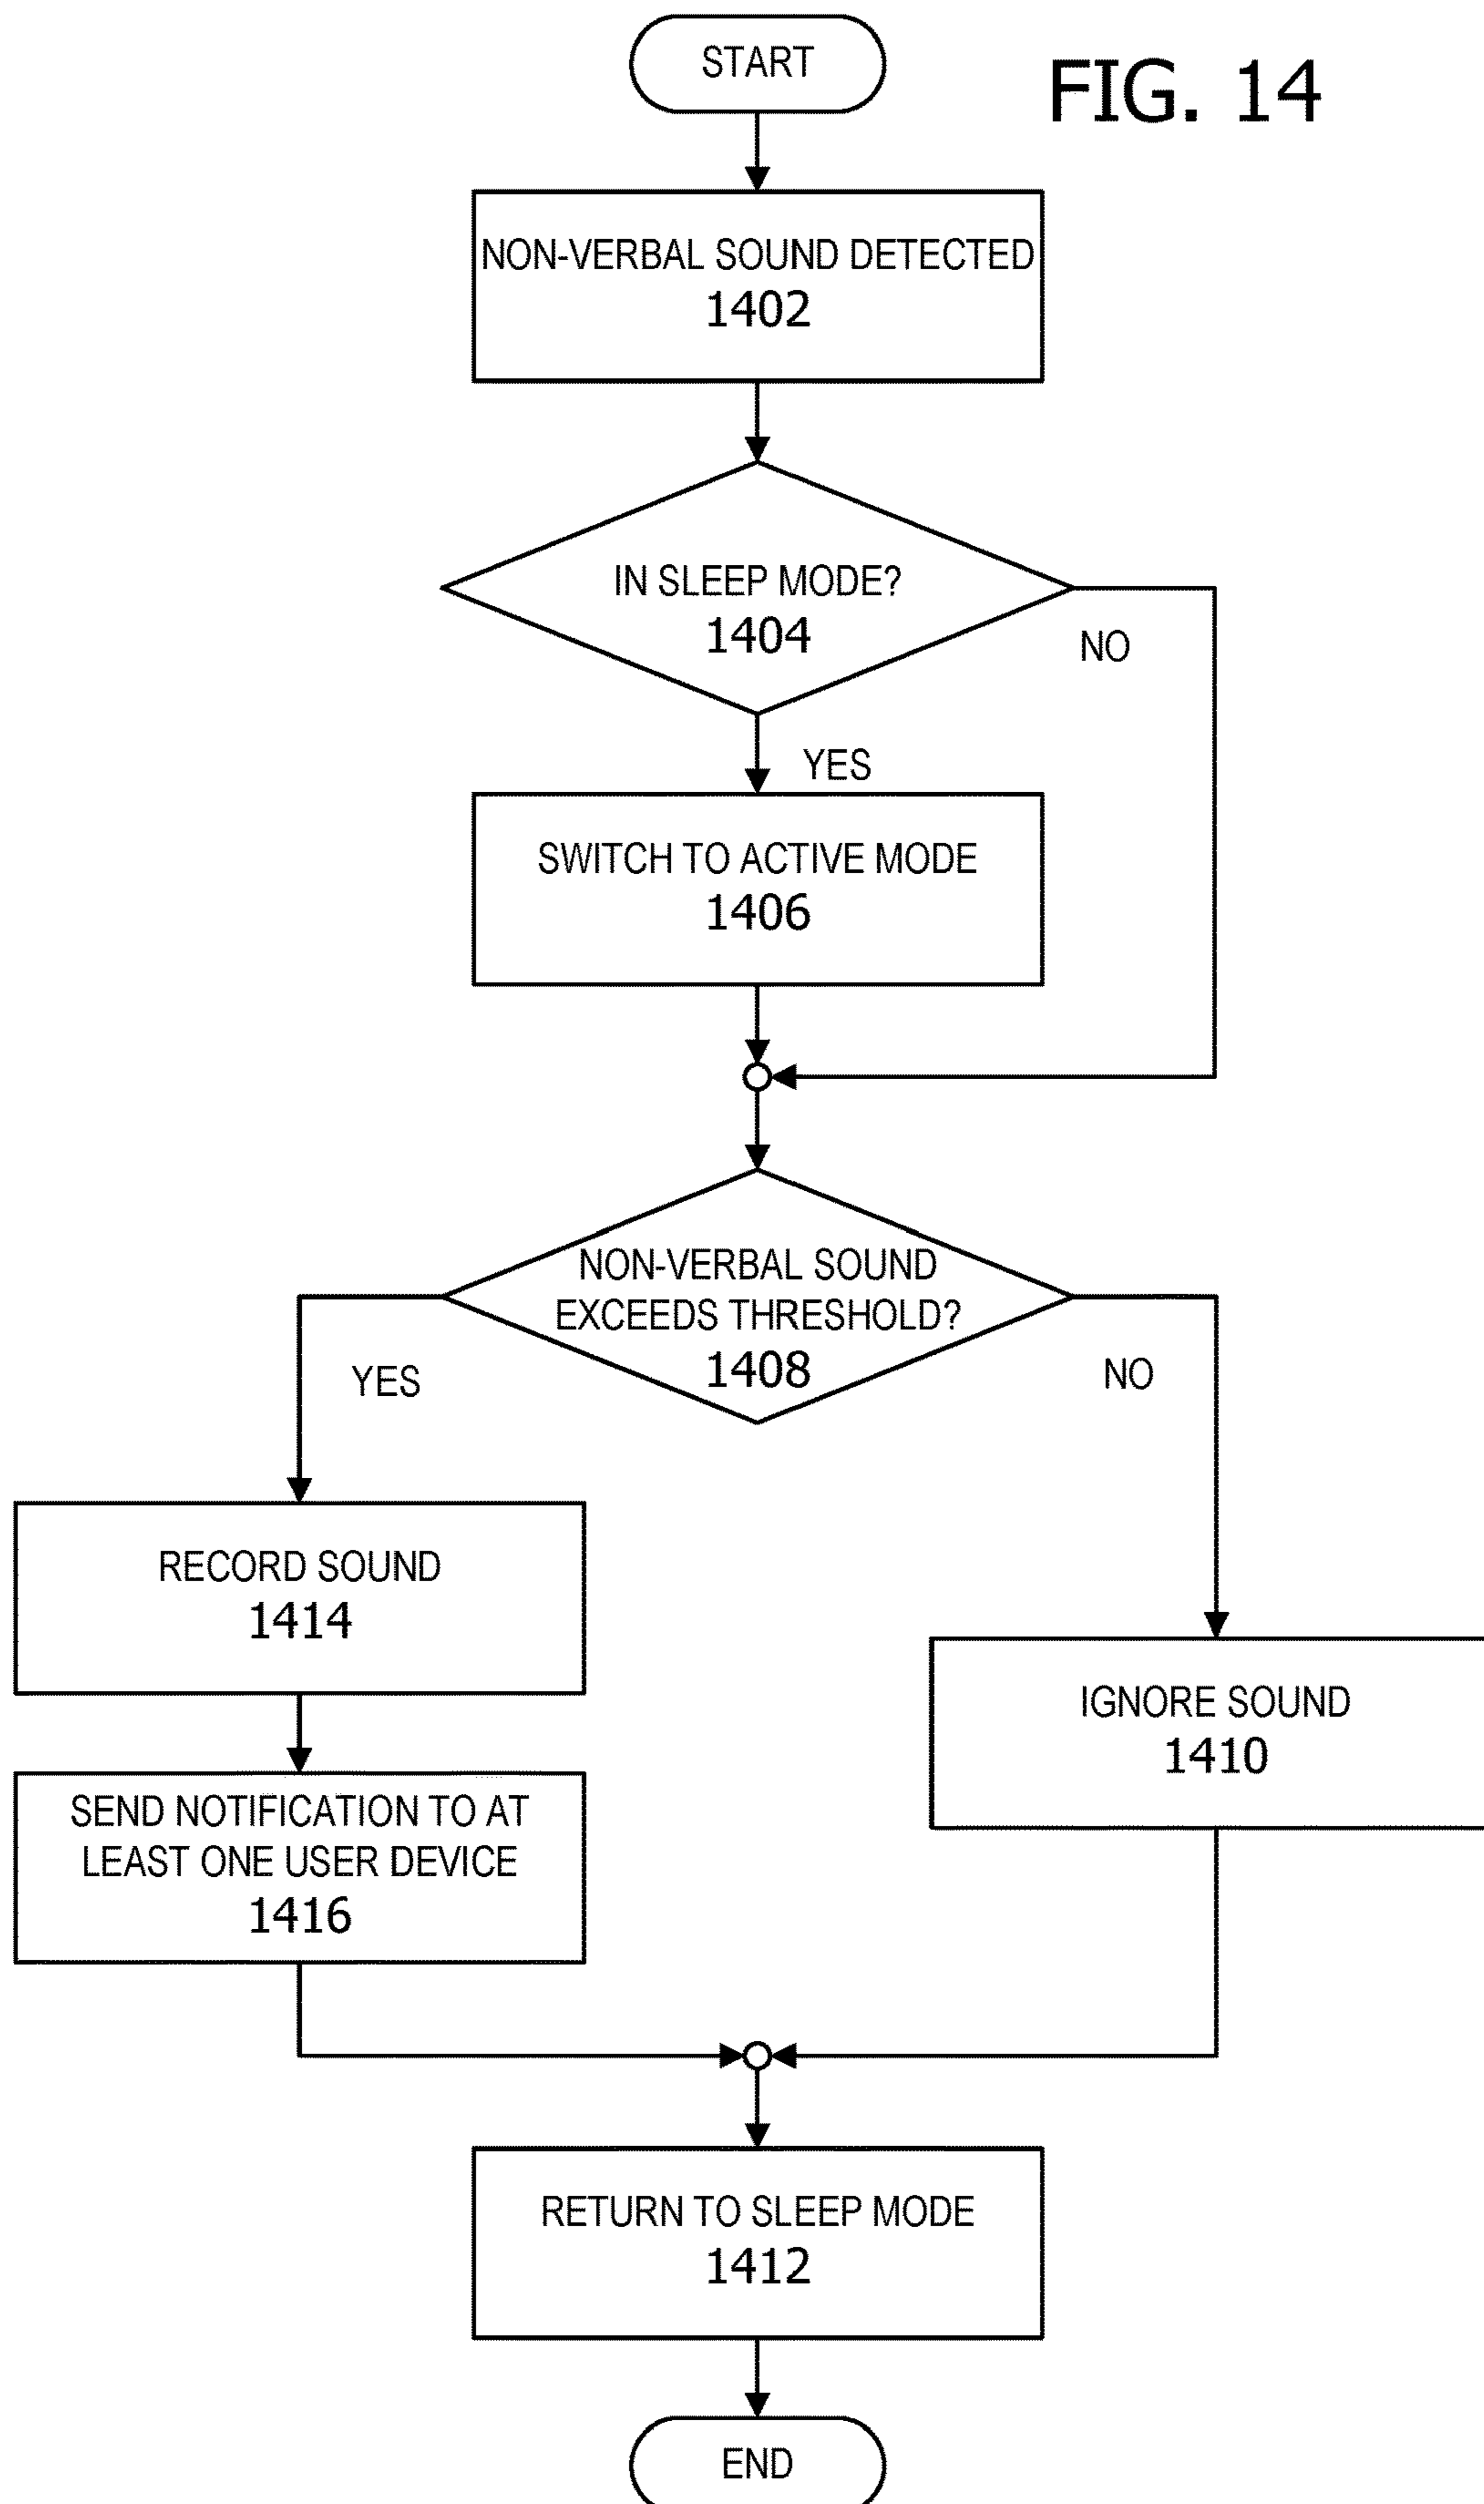 START
FIG. 14
NON-VERBAL SOUND DETECTED
1402
IN SLEEP MODE?
1404
NO
YES
SWITCH TO ACTIVE MODE
1406
NON-VERBAL SOUND
EXCEEDS THRESHOLD?
1408
YES
NO
RECORD SOUND
1414
IGNORE SOUND
1410
SEND NOTIFICATION TO AT
LEAST ONE USER DEVICE
1416
RETURN TO SLEEP MODE
1412
END